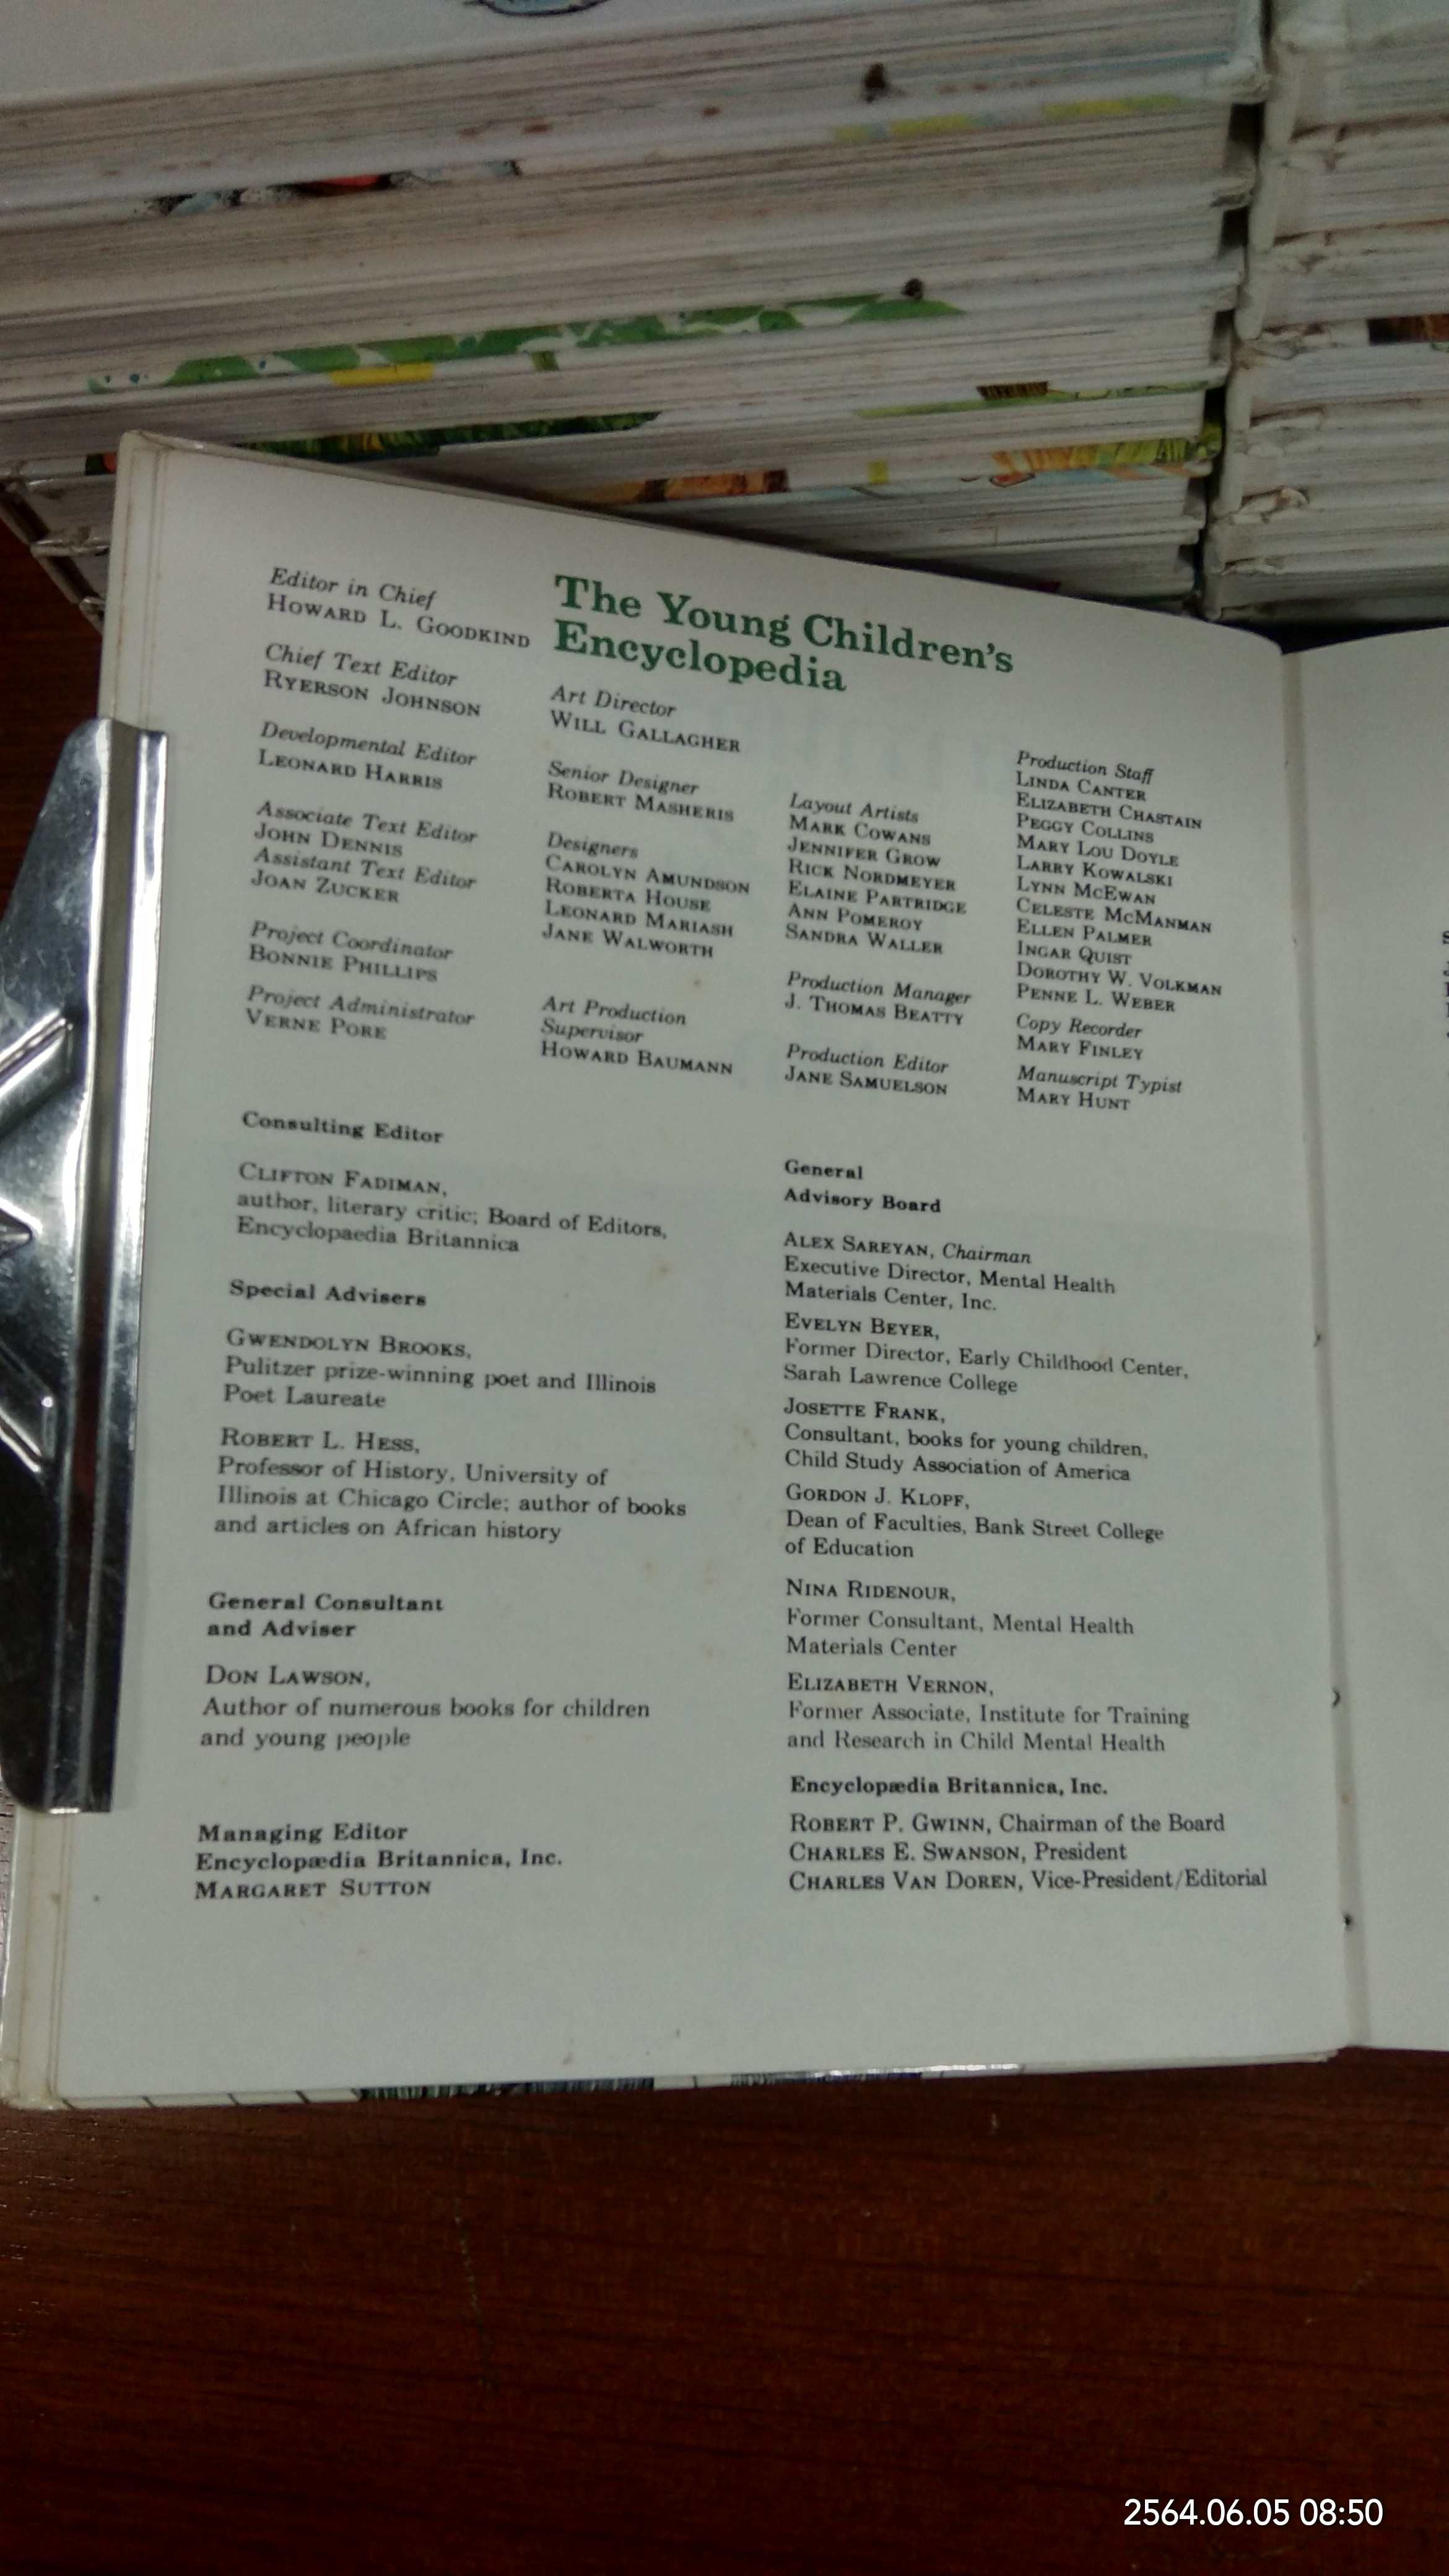 The Young Children's
Encyclopedia
Editor in Chief
HOWARD L. GOODKIND
Chief Text Editor
RYERSON JOHNSON
Developmental Editor
LEONARD HARRIS
Associate Text Editor
JOHN DENNIS
Assistant Text Editor
JOAN ZUCKER
Project Coordinator
BONNIE PHILLIPS
Project Administrator
VERNE PORE
Art Director
WILL GALLAGHER
Senior Designer
ROBERT MASHERIS
Designers
CAROLYN AMUNDSON
ROBERTA HOUSE
LEONARD MARIASH
JANE WALWORTH
Art Production
Supervisor
HOWARD BAUMANN
Layout Artists
MARK COWANS
JENNIFER GROW
RICK NORDMEYER
ELAINE PARTRIDGE
ANN POMEROY
SANDRA WALLER
Production Manager
J. THOMAS BEATTY
Production Editor
JANE SAMUELSON
Production Staff
LINDA CANTER
ELIZABETH CHASTAIN
PEGGY COLLINS
MARY LOU DOYLE
LARRY KOWALSKI
LYNN MCEWAN
CELESTE MCMANMAN
ELLEN PALMER
INGAR QUIST
DOROTHY W. VOLKMAN
PENNE L. WEBER
Copy Recorder
MARY FINLEY
Manuscript Typist
MARY HUNT
Consulting Editor
CLIFTON FADIMAN,
author, literary critic; Board of Editors,
Encyclopaedia Britannica
Special Advisers
GWENDOLYN BROOKS,
Pulitzer prize-winning poet and Illinois
Poet Laureate
ROBERT L. HESS,
Professor of History, University of
Illinois at Chicago Circle; author of books
and articles on African history
General Consultant
and Adviser
DON LAWSON,
Author of numerous books for children
and young people
Managing Editor
Encyclopædia Britannica, Inc.
MARGARET SUTTON
General
Advisory Board
ALEX SAREYAN, Chairman
Executive Director, Mental Health
Materials Center, Inc.
EVELYN BEYER,
Former Director, Early Childhood Center,
Sarah Lawrence College
JOSETTE FRANK,
Consultant, books for young children,
Child Study Association of America
GORDON J. KLOPF,
Dean of Faculties, Bank Street College
of Education
NINA RIDENOUR,
Former Consultant, Mental Health
Materials Center
ELIZABETH VERNON,
Former Associate, Institute for Training
and Research in Child Mental Health
Encyclopædia Britannica, Inc.
ROBERT P. GWINN, Chairman of the Board
CHARLES E. SWANSON, President
CHARLES VAN DOREN, Vice-President/Editorial
2564.06.05 08:50